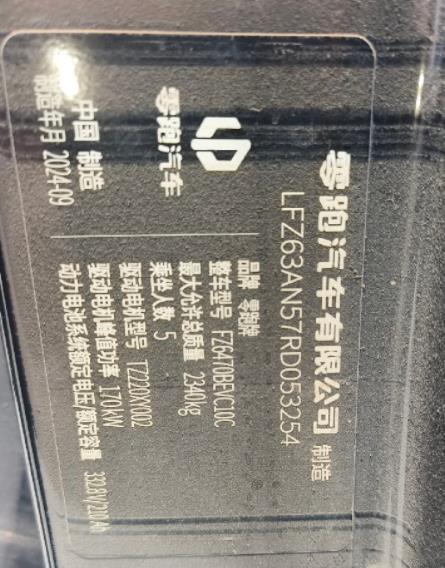 零跑汽车有限公司 制造
LFZ63AN57RD053254
品牌 零跑牌
整车型号 FZ6470BEVC10C
最大允许总质量 2340kg
乘坐人数 5
驱动电机型号 TZ220XY002
驱动电机峰值功率 170kW
动力电池系统额定电压/额定容量 332.8V/210Ah
零跑汽车
中国 制造
制造年月 2024-09